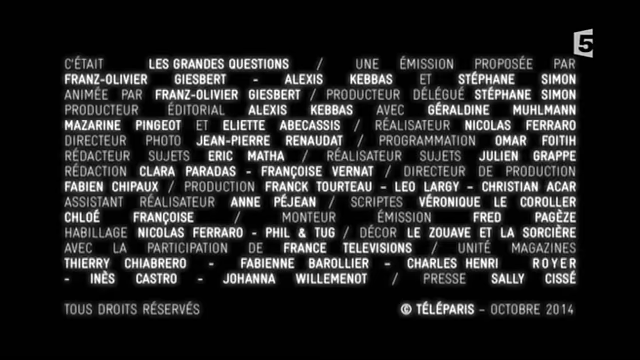 5
C'ÉTAIT LES GRANDES QUESTIONS / UNE ÉMISSION PROPOSÉE PAR
FRANZ-OLIVIER GIESBERT - ALEXIS KEBBAS ET STÉPHANE SIMON
ANIMÉE PAR FRANZ-OLIVIER GIESBERT / PRODUCTEUR DÉLÉGUÉ STÉPHANE SIMON
PRODUCTEUR ÉDITORIAL ALEXIS KEBBAS AVEC GÉRALDINE MUHLMANN
MAZARINE PINGEOT ET ELIETTE ABECASSIS / RÉALISATEUR NICOLAS FERRARO
DIRECTEUR PHOTO JEAN-PIERRE RENAUDAT / PROGRAMMATION OMAR FOITIH
RÉDACTEUR SUJETS ERIC MATHA / RÉALISATEUR SUJETS JULIEN GRAPPE
RÉDACTION CLARA PARADAS - FRANÇOISE VERNAT / DIRECTEUR DE PRODUCTION
FABIEN CHIPAUX / PRODUCTION FRANCK TOURTEAU - LEO LARGY - CHRISTIAN ACAR
ASSISTANT RÉALISATEUR ANNE PÉJEAN / SCRIPTES VÉRONIQUE LE COROLLER
CHLOÉ FRANÇOISE / MONTEUR ÉMISSION FRED PAGÈZE
HABILLAGE NICOLAS FERRARO - PHIL & TUG / DÉCOR LE ZOUAVE ET LA SORCIÈRE
AVEC LA PARTICIPATION DE FRANCE TELEVISIONS / UNITÉ MAGAZINES
THIERRY CHIABRERO - FABIENNE BAROLLIER - CHARLES HENRI ROYER
- INÈS CASTRO - JOHANNA WILLEMENOT / PRESSE SALLY CISSÉ
TOUS DROITS RÉSERVÉS © TÉLÉPARIS - OCTOBRE 2014